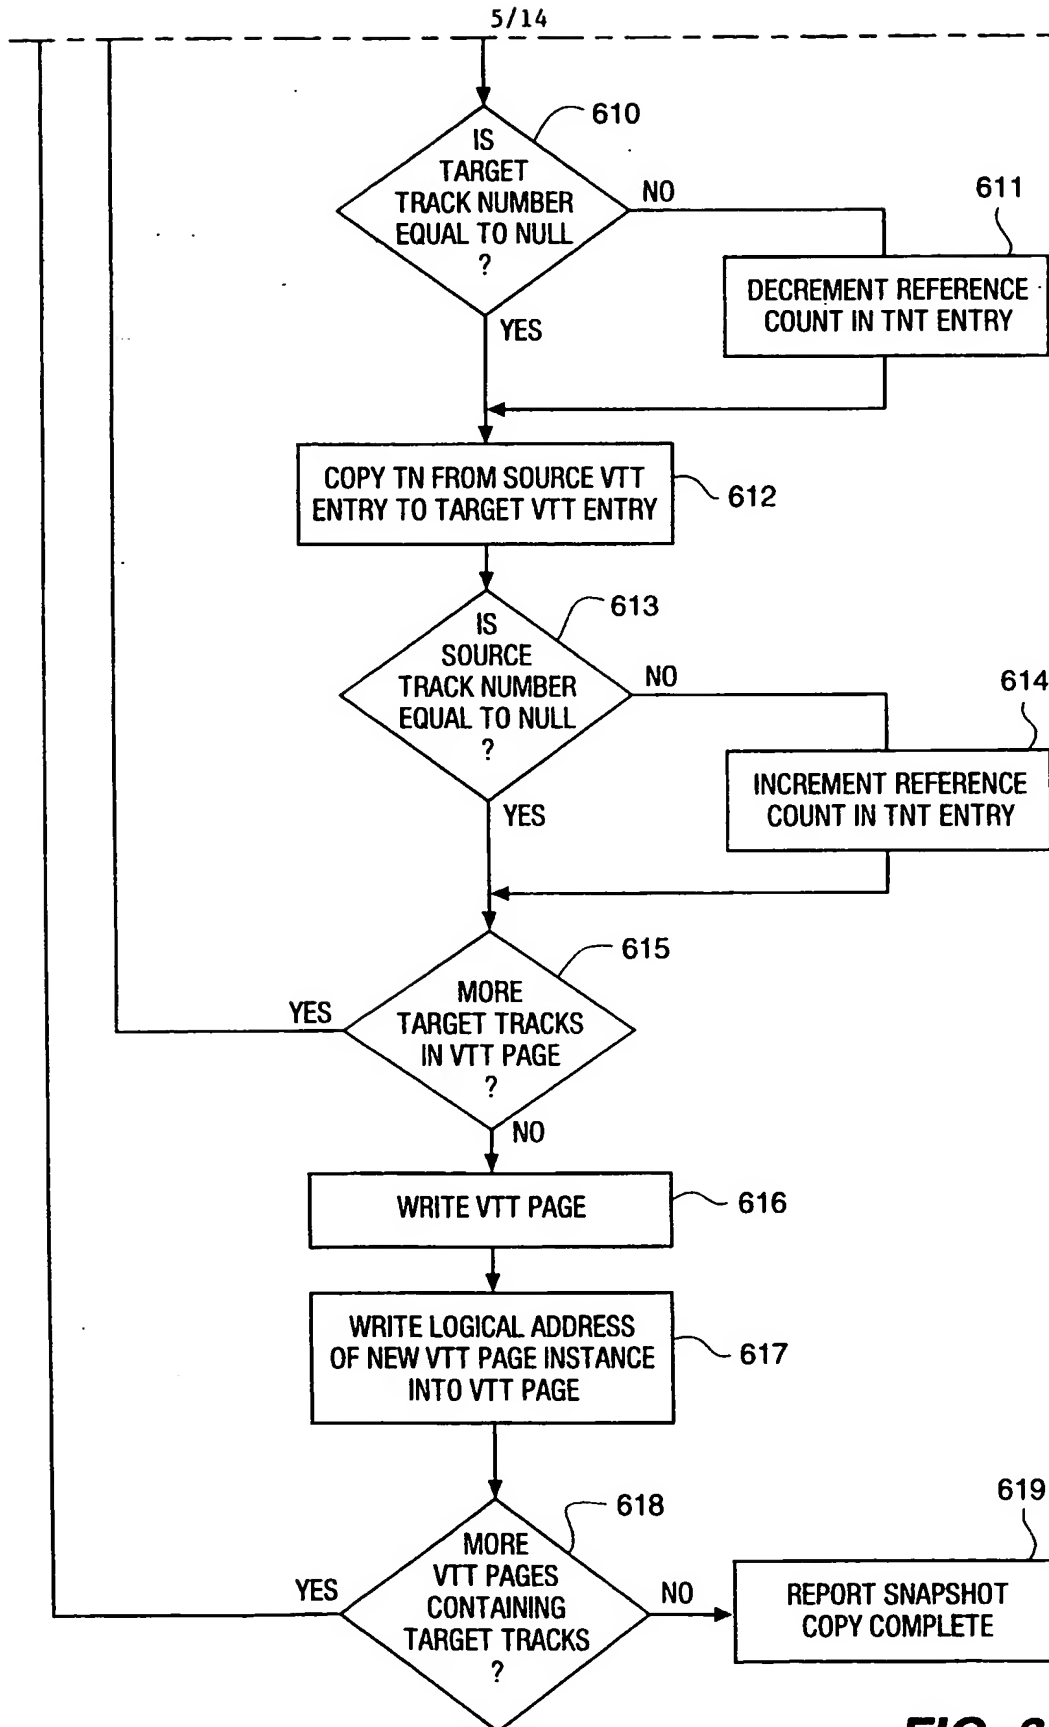 5/14
610
IS
TARGET
TRACK NUMBER
EQUAL TO NULL
?
NO
611
DECREMENT REFERENCE
COUNT IN TNT ENTRY
YES
COPY TN FROM SOURCE VTT
ENTRY TO TARGET VTT ENTRY
612
613
IS
SOURCE
TRACK NUMBER
EQUAL TO NULL
?
NO
614
INCREMENT REFERENCE
COUNT IN TNT ENTRY
YES
615
MORE
TARGET TRACKS
IN VTT PAGE
?
YES
NO
WRITE VTT PAGE
616
WRITE LOGICAL ADDRESS
OF NEW VTT PAGE INSTANCE
INTO VTT PAGE
617
618
MORE
VTT PAGES
CONTAINING
TARGET TRACKS
?
YES
NO
619
REPORT SNAPSHOT
COPY COMPLETE
FIG.